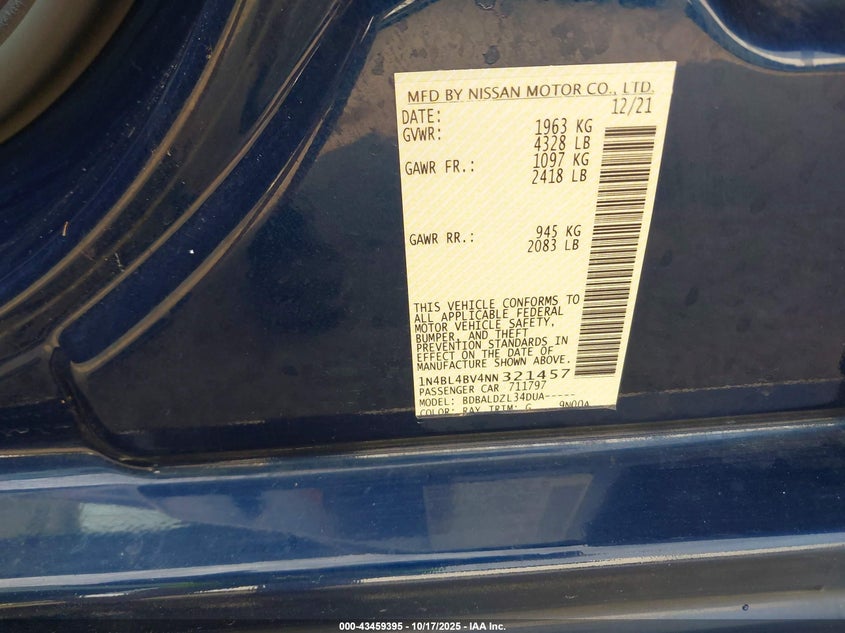 MFD BY NISSAN MOTOR CO., LTD.
DATE: 12/21
GVWR: 1963 KG
4328 LB
GAWR FR.: 1097 KG
2418 LB
GAWR RR.: 945 KG
2083 LB
THIS VEHICLE CONFORMS TO
ALL APPLICABLE FEDERAL
MOTOR VEHICLE SAFETY,
BUMPER, AND THEFT
PREVENTION STANDARDS IN
EFFECT ON THE DATE OF
MANUFACTURE SHOWN ABOVE.
1N4BL4BV4NN321457
PASSENGER CAR 711797
MODEL: BDBALDZL34DUA-----
COLOR: RAY TRIM: G
000-43459395 - 10/17/2025 - IAA Inc.